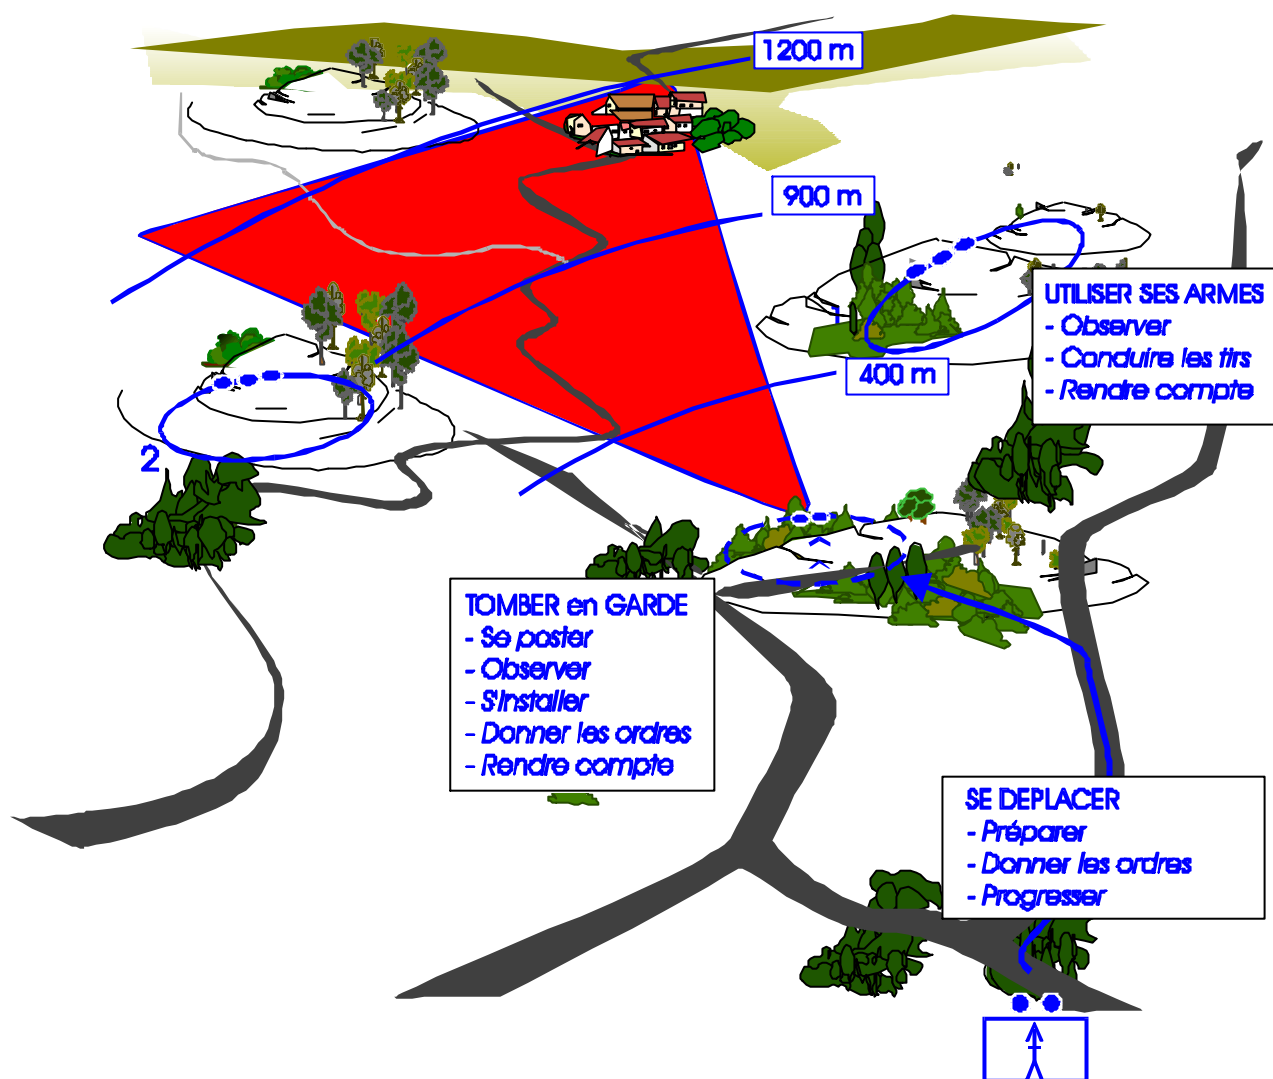 1200 m
900 m
UTILISER SES ARMES
- Observer
- Conduire les tirs
- Rendre compte
400 m
2
TOMBER en GARDE
- Se poster
- Observer
- S'installer
- Donner les ordres
- Rendre compte
SE DEPLACER
- Préparer
- Donner les ordres
- Progresser